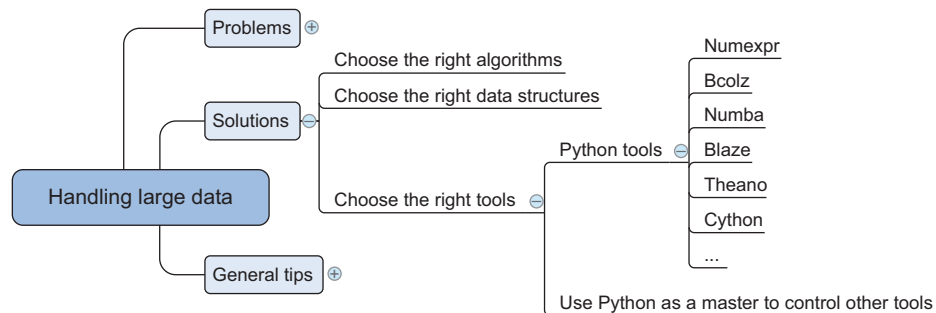 Problems
Solutions
Choose the right algorithms
Choose the right data structures
Choose the right tools
Python tools
Numexpr
Bcolz
Numba
Blaze
Theano
Cython
...
Use Python as a master to control other tools
Handling large data
General tips